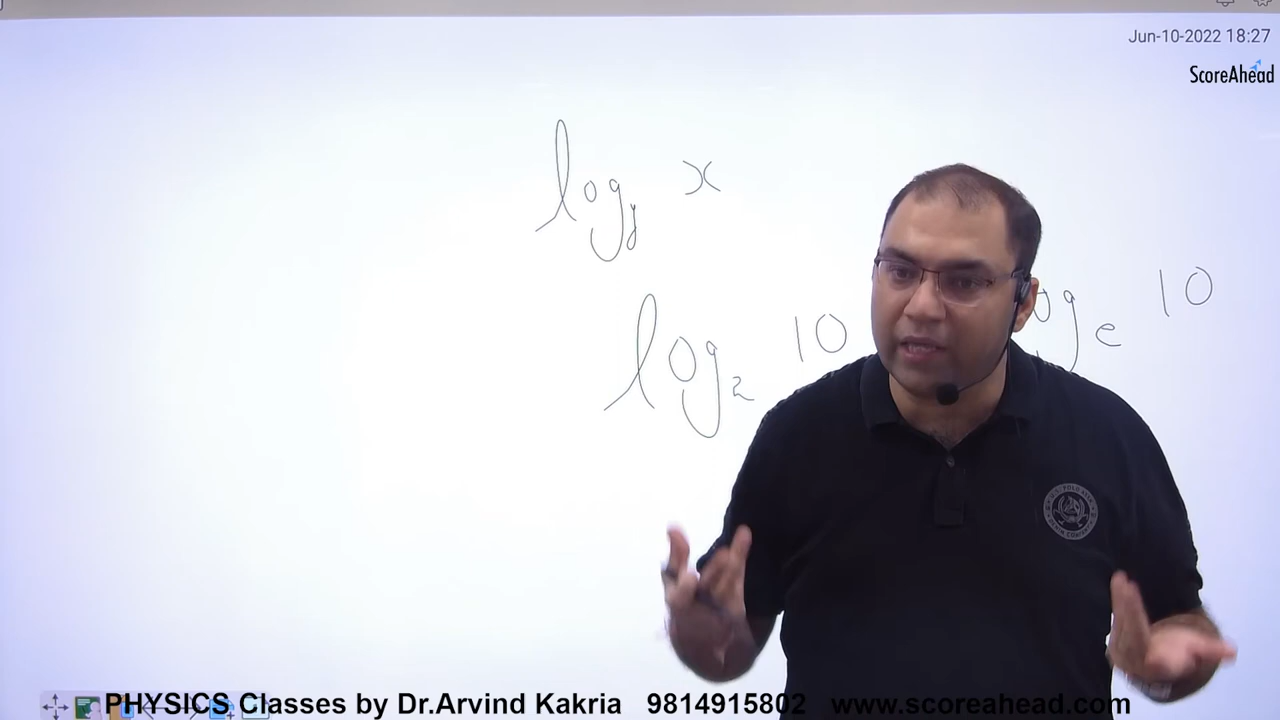 Jun-10-2022 18:27
ScoreAhead
log_y x
log_2 10
og_e 10
PHYSICS Classes by Dr.Arvind Kakria 9814915802 www.scoreahead.com